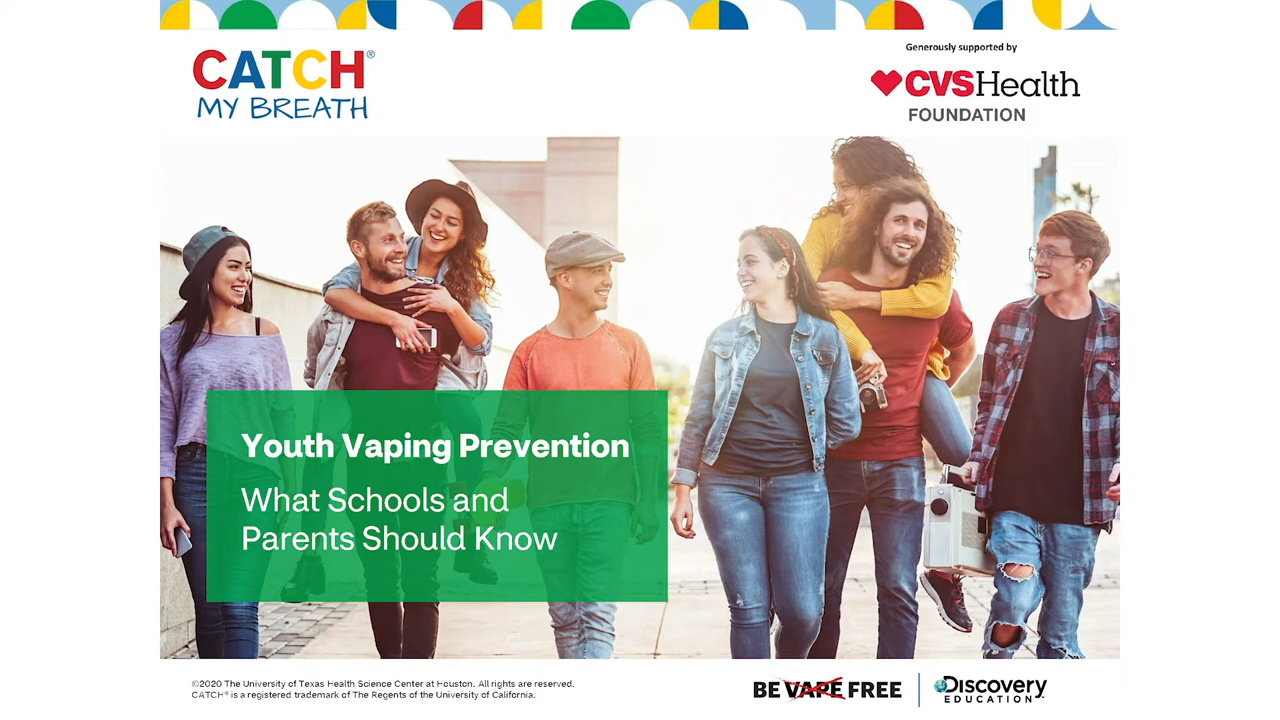 CATCH®
MY BREATH
Generously supported by
CVSHealth
FOUNDATION
Youth Vaping Prevention
What Schools and
Parents Should Know
©2020 The University of Texas Health Science Center at Houston. All rights are reserved.
CATCH® is a registered trademark of The Regents of the University of California.
BE VAPE FREE
Discovery
EDUCATION™